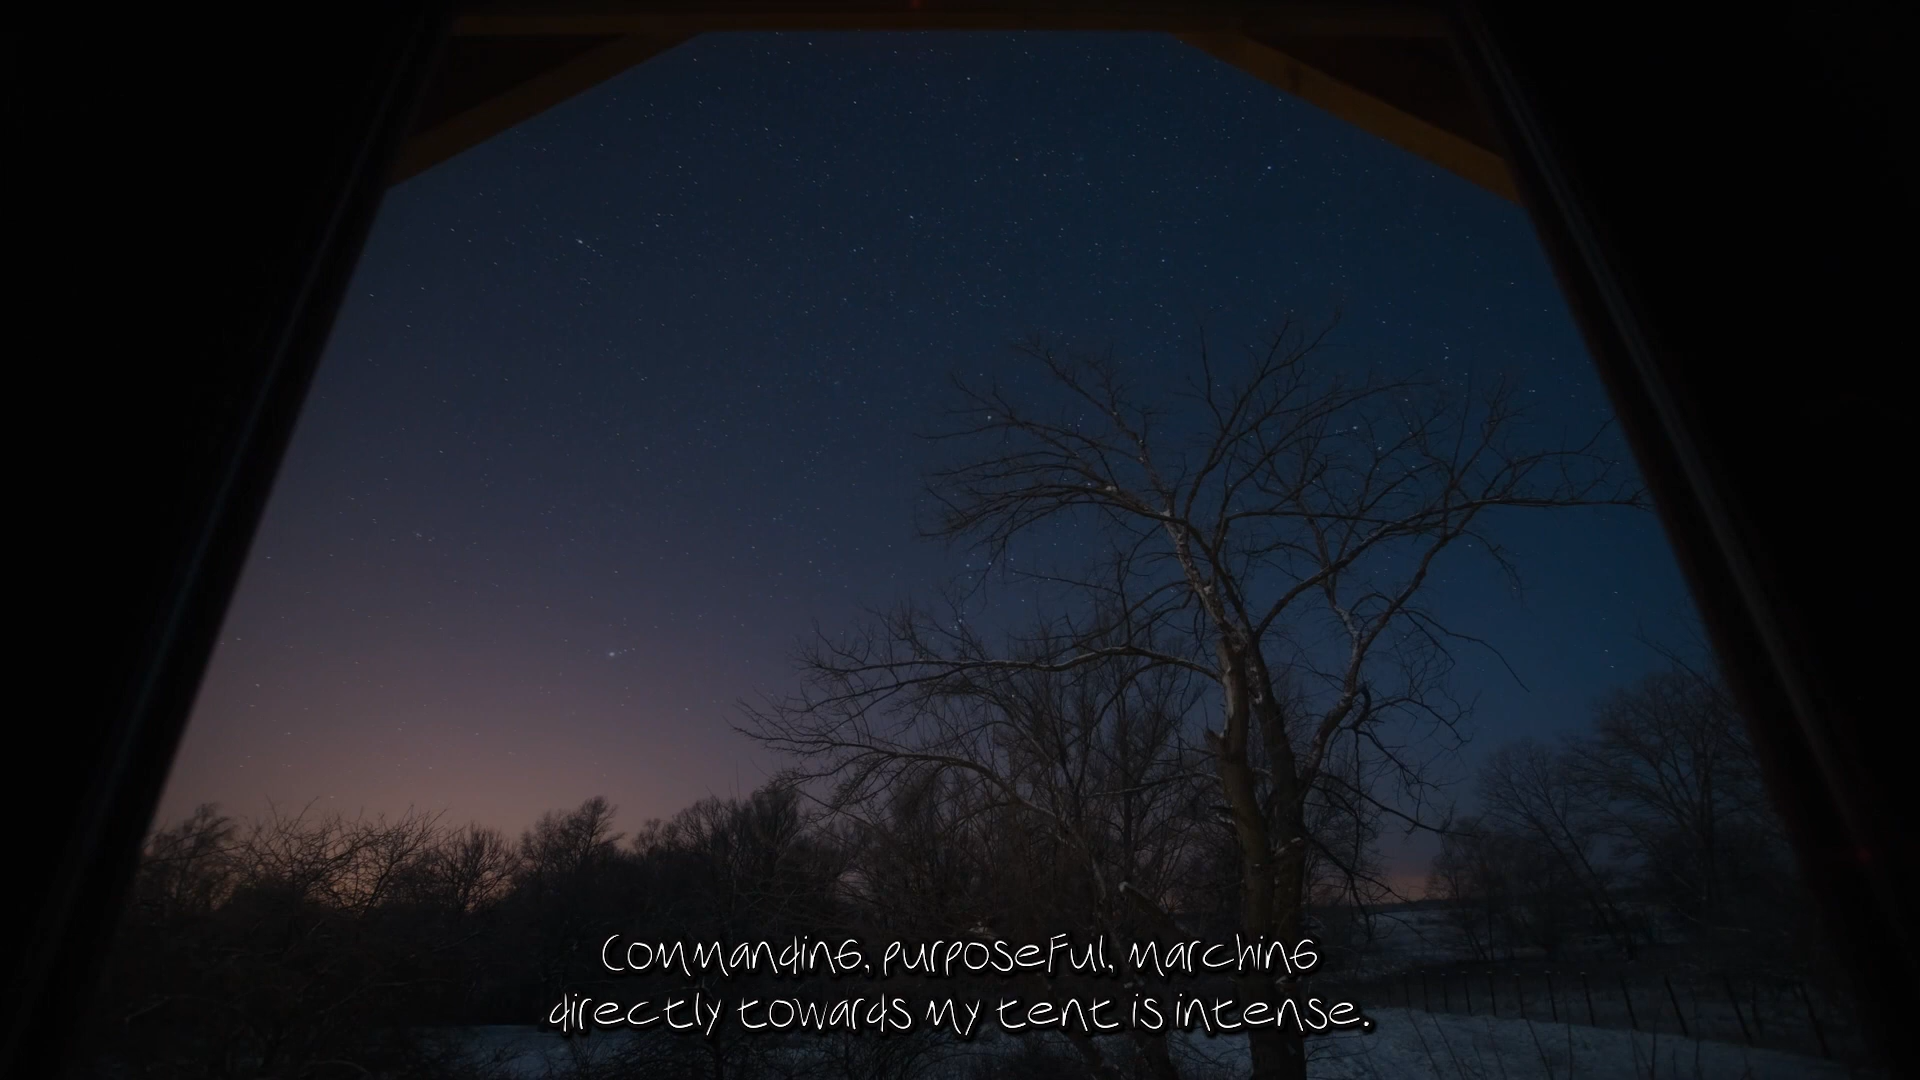 Commanding, purposeful, marching
directly towards my tent is intense.